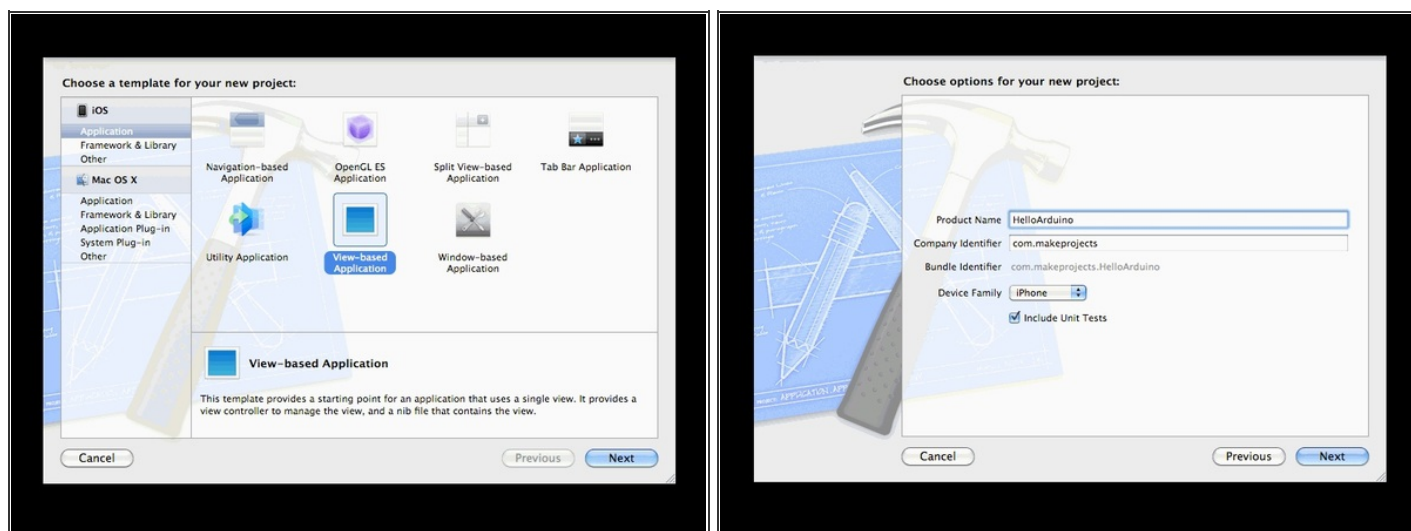 Choose a template for your new project:
iOS
Application
Framework & Library
Other
Mac OS X
Application
Framework & Library
Application Plug-in
System Plug-in
Other
Navigation-based
Application
OpenGL ES
Application
Split View-based
Application
Tab Bar Application
Utility Application
View-based
Application
Window-based
Application
View-based Application
This template provides a starting point for an application that uses a single view. It provides a
view controller to manage the view, and a nib file that contains the view.
Cancel
Previous
Next
Choose options for your new project:
Product Name HelloArduino
Company Identifier com.makeprojects
Bundle Identifier com.makeprojects.HelloArduino
Device Family iPhone
Include Unit Tests
Cancel
Previous
Next